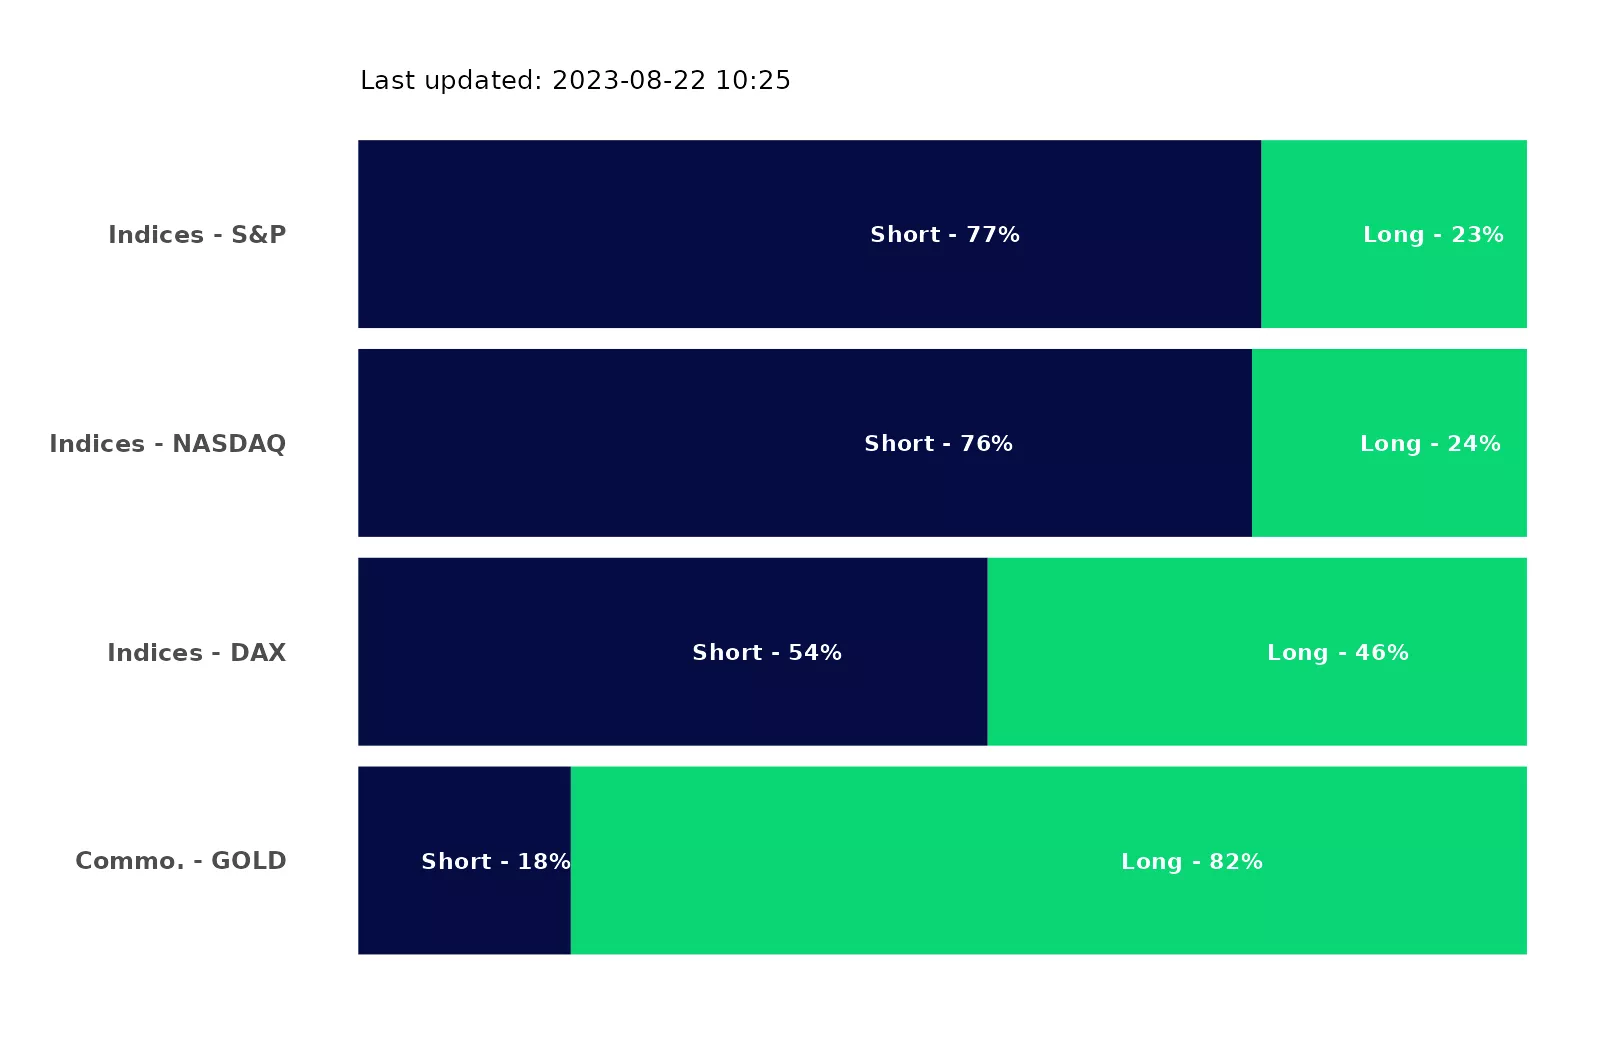 Last updated: 2023-08-22 10:25
Indices - S&P Short - 77% Long - 23%
Indices - NASDAQ Short - 76% Long - 24%
Indices - DAX Short - 54% Long - 46%
Commo. - GOLD Short - 18% Long - 82%